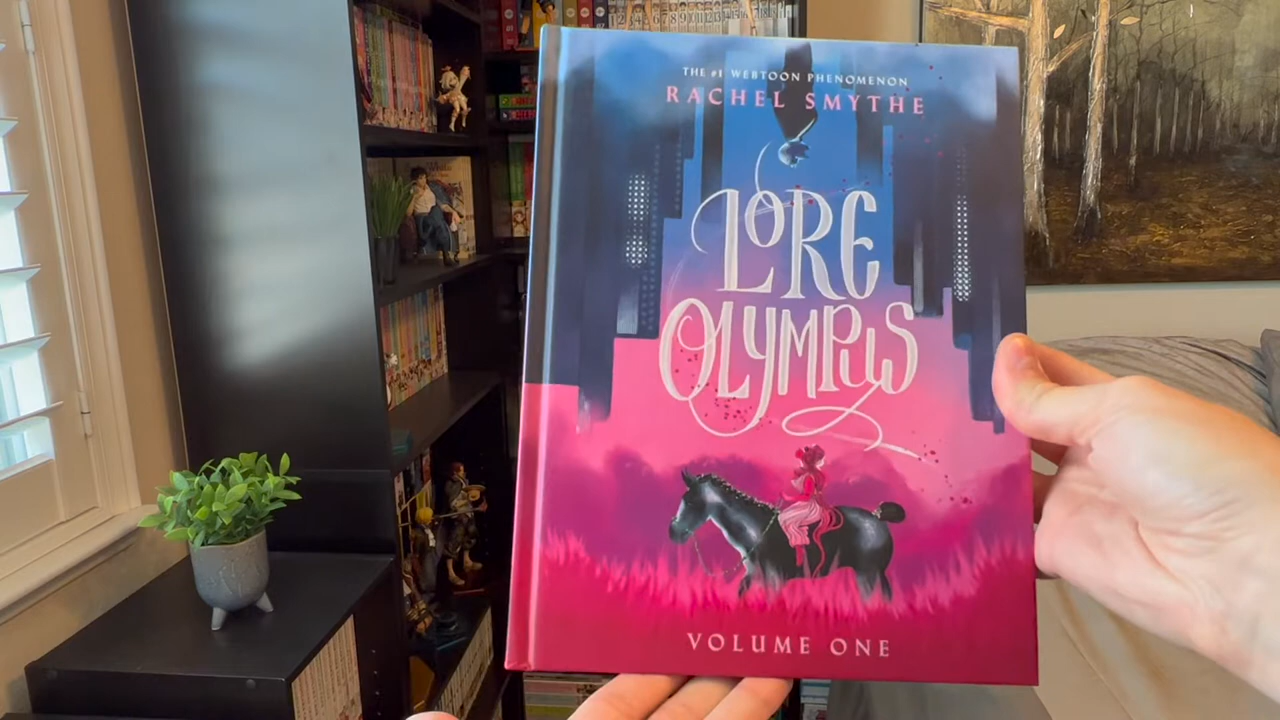 THE #1 WEBTOON PHENOMENON
RACHEL SMYTHE
LORE
OLYMPUS
VOLUME ONE